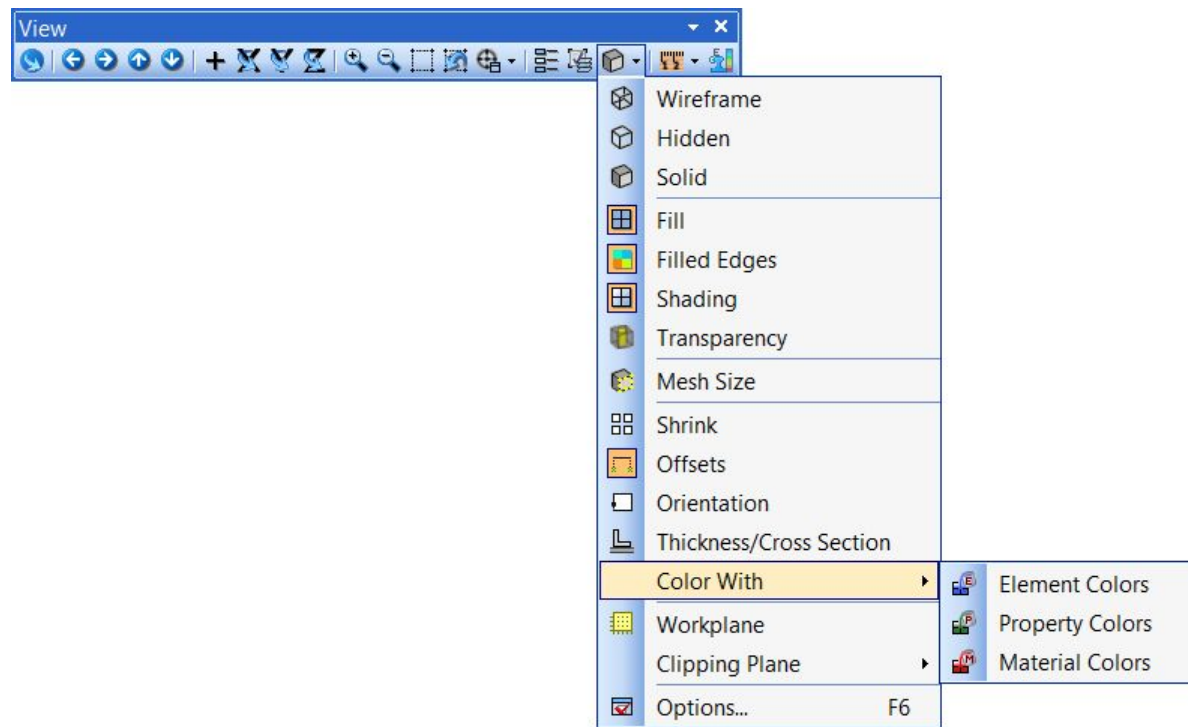 View
Wireframe
Hidden
Solid
Fill
Filled Edges
Shading
Transparency
Mesh Size
Shrink
Offsets
Orientation
Thickness/Cross Section
Color With
Element Colors
Workplane
Property Colors
Clipping Plane
Material Colors
Options... F6